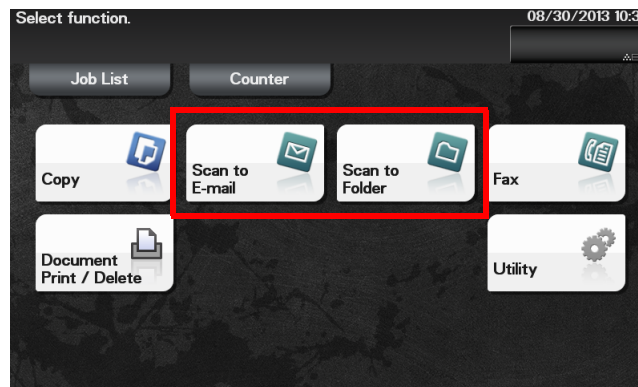 Select function.
08/30/2013 10:3
Job List
Counter
Copy
Scan to
E-mail
Scan to
Folder
Fax
Document
Print / Delete
Utility